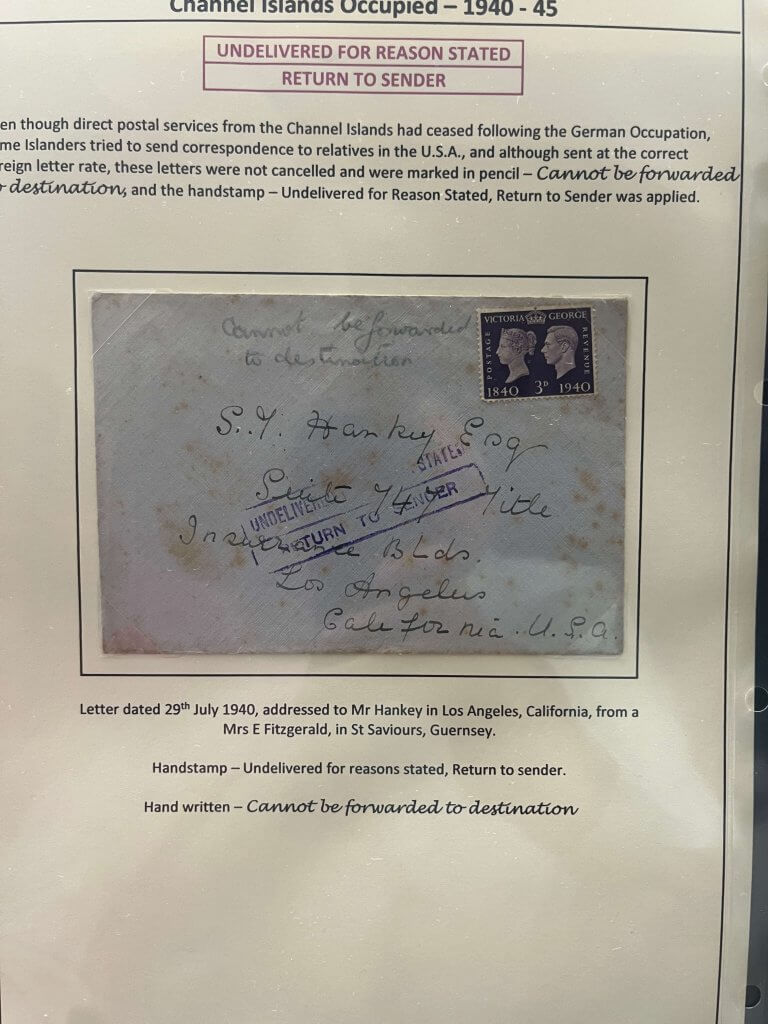 Channel Islands Occupied – 1940 - 45
UNDELIVERED FOR REASON STATED
RETURN TO SENDER
en though direct postal services from the Channel Islands had ceased following the German Occupation,
me Islanders tried to send correspondence to relatives in the U.S.A., and although sent at the correct
reign letter rate, these letters were not cancelled and were marked in pencil – Cannot be forwarded
destination, and the handstamp – Undelivered for Reason Stated, Return to Sender was applied.
Cannot be forwarded
to destination
VICTORIA GEORGE
POSTAGE
REVENUE
1840 3D 1940
S.Y. Hankey Esq
STATED
Suite 747 Title
UNDELIVERE
RETURN TO SENDER
Insurance BLds.
Los Angelus
Californea. U.S.A.
Letter dated 29th July 1940, addressed to Mr Hankey in Los Angeles, California, from a
Mrs E Fitzgerald, in St Saviours, Guernsey.
Handstamp – Undelivered for reasons stated, Return to sender.
Hand written – Cannot be forwarded to destination